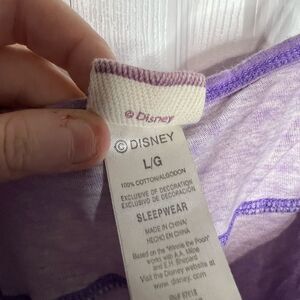 © Disney
© DISNEY
L/G
100% COTTON/ALGODON
EXCLUSIVE OF DECORATION
EXCLUSIVO DE DECORACIÓN
SLEEPWEAR
MADE IN CHINA/
HECHO EN CHINA
Based on the "Winnie the Pooh"
works by A.A. Milne
and E.H. Shepard
Visit the Disney website at
www.disney.com